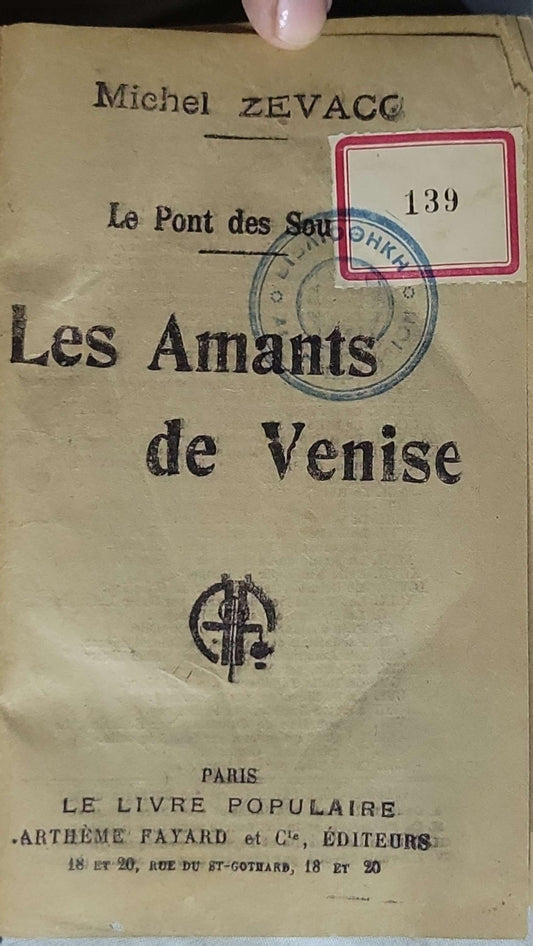 Michel ZEVACO
139
Le Pont des Sou
ΒΙΒΛΙΟΘΗΚΗ
Les Amants
de Venise
PARIS
LE LIVRE POPULAIRE
ARTHÈME FAYARD et Cie, ÉDITEURS
18 ET 20, RUE DU ST-GOTHARD, 18 ET 20